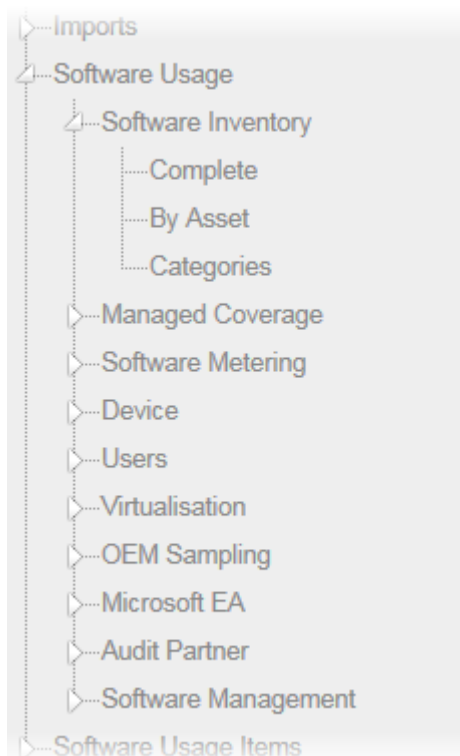 Imports
Software Usage
Software Inventory
Complete
By Asset
Categories
Managed Coverage
Software Metering
Device
Users
Virtualisation
OEM Sampling
Microsoft EA
Audit Partner
Software Management
Software Usage Items